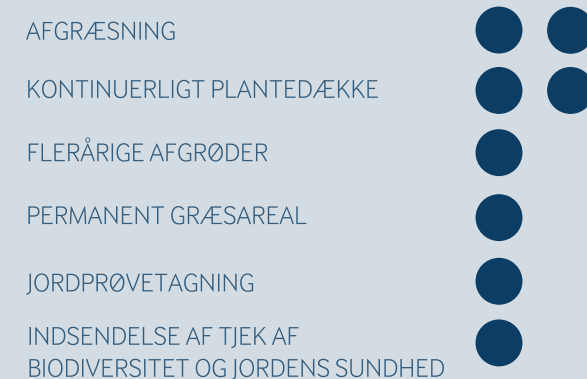 AFGRÆSNING
KONTINUERLIGT PLANTEDÆKKE
FLERÅRIGE AFGRØDER
PERMANENT GRÆSAREAL
JORDPRØVETAGNING
INDSENDELSE AF TJEK AF
BIODIVERSITET OG JORDENS SUNDHED